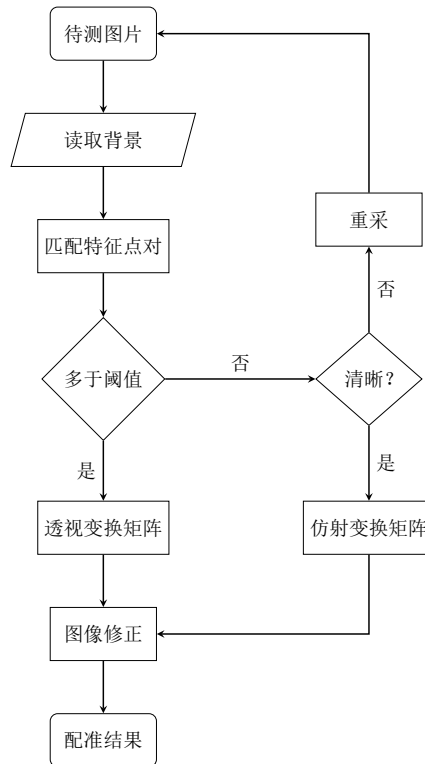 待测图片
读取背景
匹配特征点对
重采
否
多于阈值
否
清晰?
是
是
透视变换矩阵
仿射变换矩阵
图像修正
配准结果